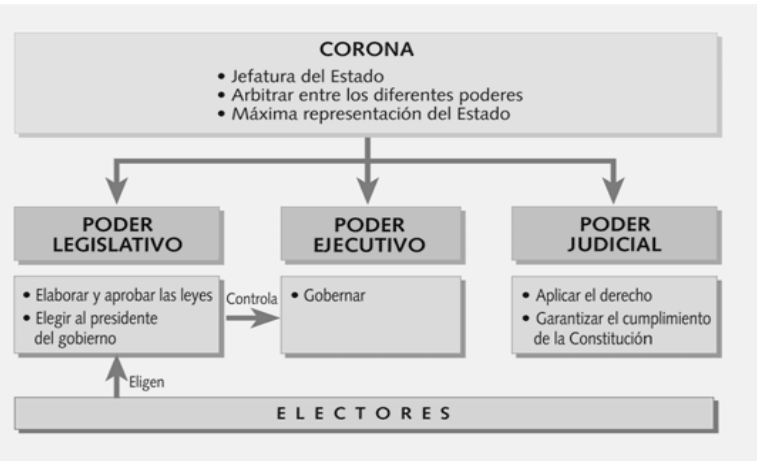 CORONA
• Jefatura del Estado
• Arbitrar entre los diferentes poderes
• Máxima representación del Estado
PODER
LEGISLATIVO
PODER
EJECUTIVO
PODER
JUDICIAL
• Elaborar y aprobar las leyes
• Elegir al presidente
del gobierno
Controla
• Gobernar
• Aplicar el derecho
• Garantizar el cumplimiento
de la Constitución
Eligen
ELECTORES